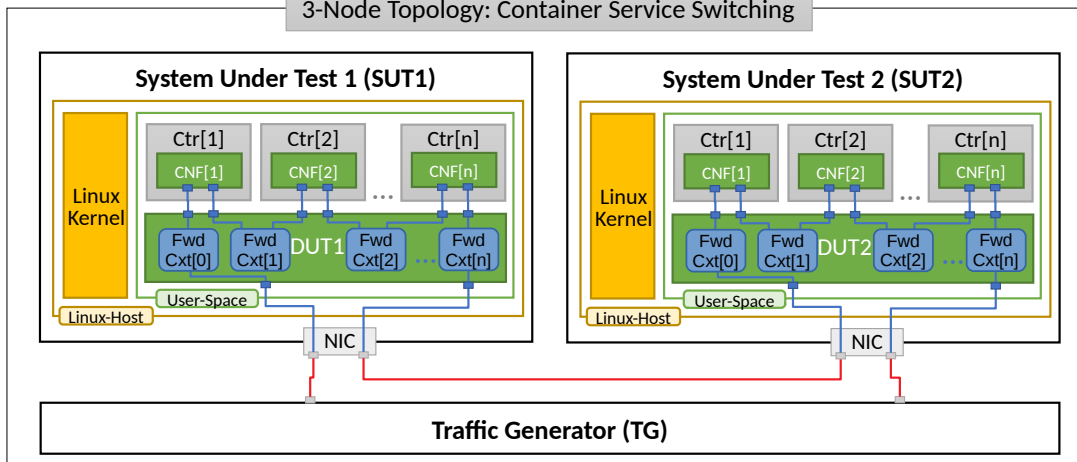 3-Node Topology: Container Service Switching
System Under Test 1 (SUT1)
Linux
Kernel
Ctr[1]
CNF[1]
Ctr[2]
CNF[2]
...
Ctr[n]
CNF[n]
Fwd
Cxt[0]
Fwd
Cxt[1]
DUT1
Fwd
Cxt[2]
...
Fwd
Cxt[n]
User-Space
Linux-Host
NIC
System Under Test 2 (SUT2)
Linux
Kernel
Ctr[1]
CNF[1]
Ctr[2]
CNF[2]
...
Ctr[n]
CNF[n]
Fwd
Cxt[0]
Fwd
Cxt[1]
DUT2
Fwd
Cxt[2]
...
Fwd
Cxt[n]
User-Space
Linux-Host
NIC
Traffic Generator (TG)